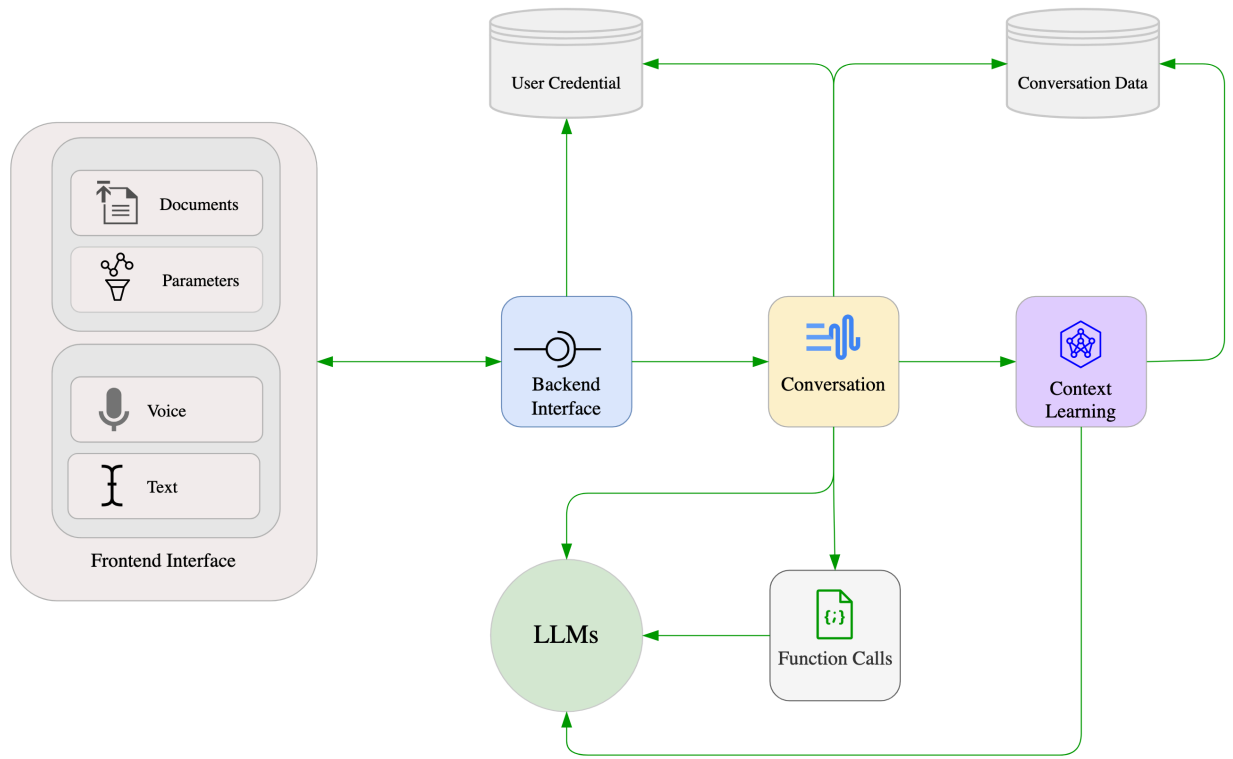 User Credential
Conversation Data
Documents
Parameters
Voice
Text
Frontend Interface
Backend
Interface
Conversation
Context
Learning
LLMs
{;}
Function Calls